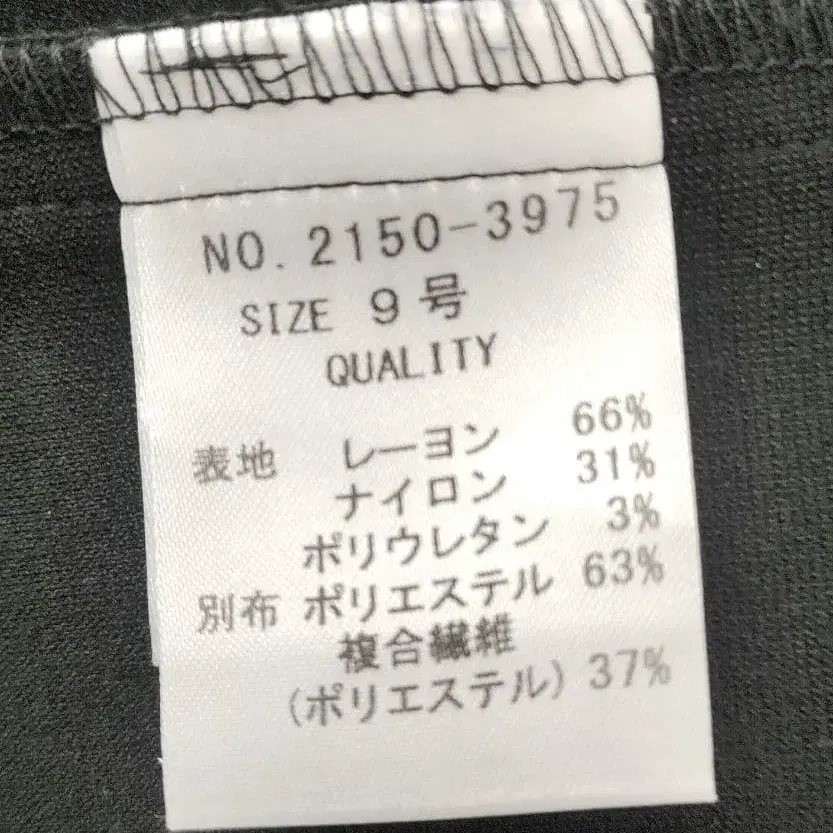 NO. 2150-3975
SIZE 9号
QUALITY
表地 レーヨン 66%
ナイロン 31%
ポリウレタン 3%
別布 ポリエステル 63%
複合繊維
(ポリエステル) 37%